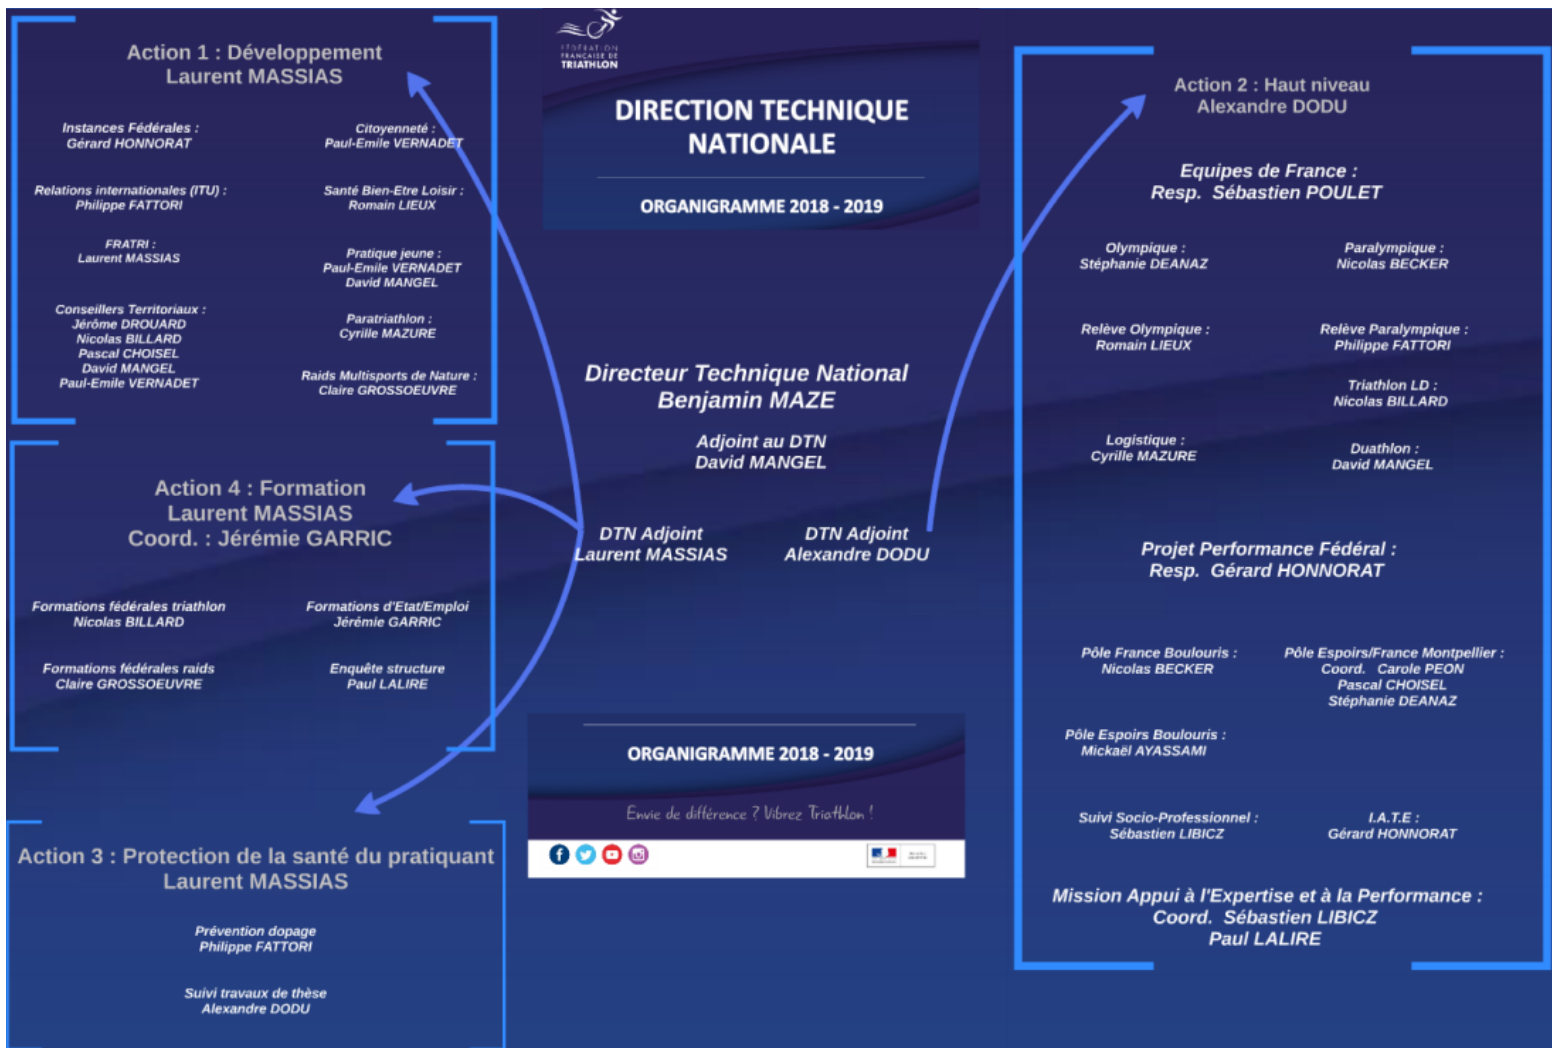 Action 1 : Développement
Laurent MASSIAS
Instances Fédérales :
Gérard HONNORAT
Citoyenneté :
Paul-Emile VERNADET
Relations internationales (ITU) :
Philippe FATTORI
Santé Bien-Etre Loisir :
Romain LIEUX
FRATRI :
Laurent MASSIAS
Pratique jeune :
Paul-Emile VERNADET
David MANGEL
Conseillers Territoriaux :
Jérôme DROUARD
Nicolas BILLARD
Pascal CHOISEL
David MANGEL
Paul-Emile VERNADET
Paratriathlon :
Cyrille MAZURE
Raids Multisports de Nature :
Claire GROSSOEUVRE
Action 4 : Formation
Laurent MASSIAS
Coord. : Jérémie GARRIC
Formations fédérales triathlon
Nicolas BILLARD
Formations d'Etat/Emploi
Jérémie GARRIC
Formations fédérales raids
Claire GROSSOEUVRE
Enquête structure
Paul LALIRE
Action 3 : Protection de la santé du pratiquant
Laurent MASSIAS
Prévention dopage
Philippe FATTORI
Suivi travaux de thèse
Alexandre DODU
FÉDÉRATION
FRANÇAISE DE
TRIATHLON
DIRECTION TECHNIQUE
NATIONALE
ORGANIGRAMME 2018 - 2019
Directeur Technique National
Benjamin MAZE
Adjoint au DTN
David MANGEL
DTN Adjoint
Laurent MASSIAS
DTN Adjoint
Alexandre DODU
ORGANIGRAMME 2018 - 2019
Envie de différence ? Vibrez Triathlon !
Action 2 : Haut niveau
Alexandre DODU
Equipes de France :
Resp. Sébastien POULET
Olympique :
Stéphanie DEANAZ
Paralympique :
Nicolas BECKER
Relève Olympique :
Romain LIEUX
Relève Paralympique :
Philippe FATTORI
Triathlon LD :
Nicolas BILLARD
Logistique :
Cyrille MAZURE
Duathlon :
David MANGEL
Projet Performance Fédéral :
Resp. Gérard HONNORAT
Pôle France Boulouris :
Nicolas BECKER
Pôle Espoirs/France Montpellier :
Coord. Carole PEON
Pascal CHOISEL
Stéphanie DEANAZ
Pôle Espoirs Boulouris :
Mickaël AYASSAMI
Suivi Socio-Professionnel :
Sébastien LIBICZ
I.A.T.E :
Gérard HONNORAT
Mission Appui à l'Expertise et à la Performance :
Coord. Sébastien LIBICZ
Paul LALIRE